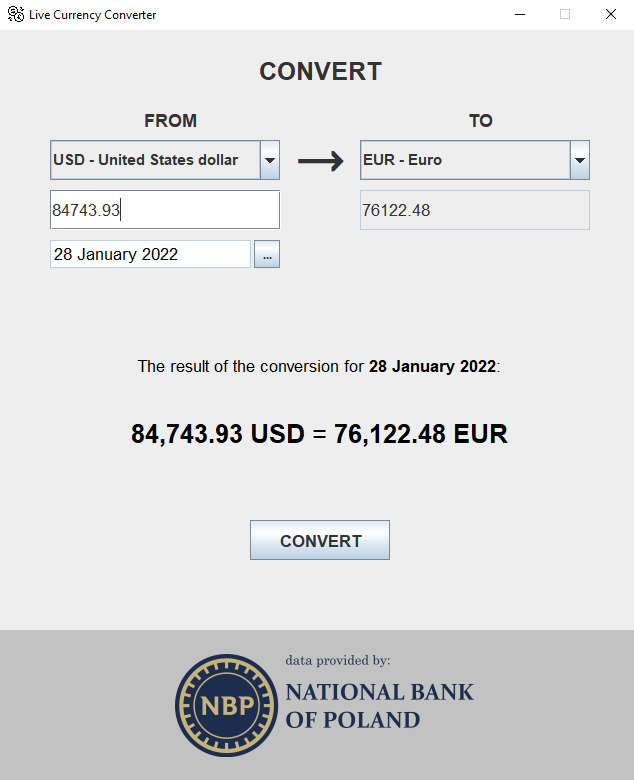 Live Currency Converter
CONVERT
FROM
TO
USD - United States dollar
EUR - Euro
84743.93
76122.48
28 January 2022
...
The result of the conversion for 28 January 2022:
84,743.93 USD = 76,122.48 EUR
CONVERT
data provided by:
NBP
NATIONAL BANK
OF POLAND